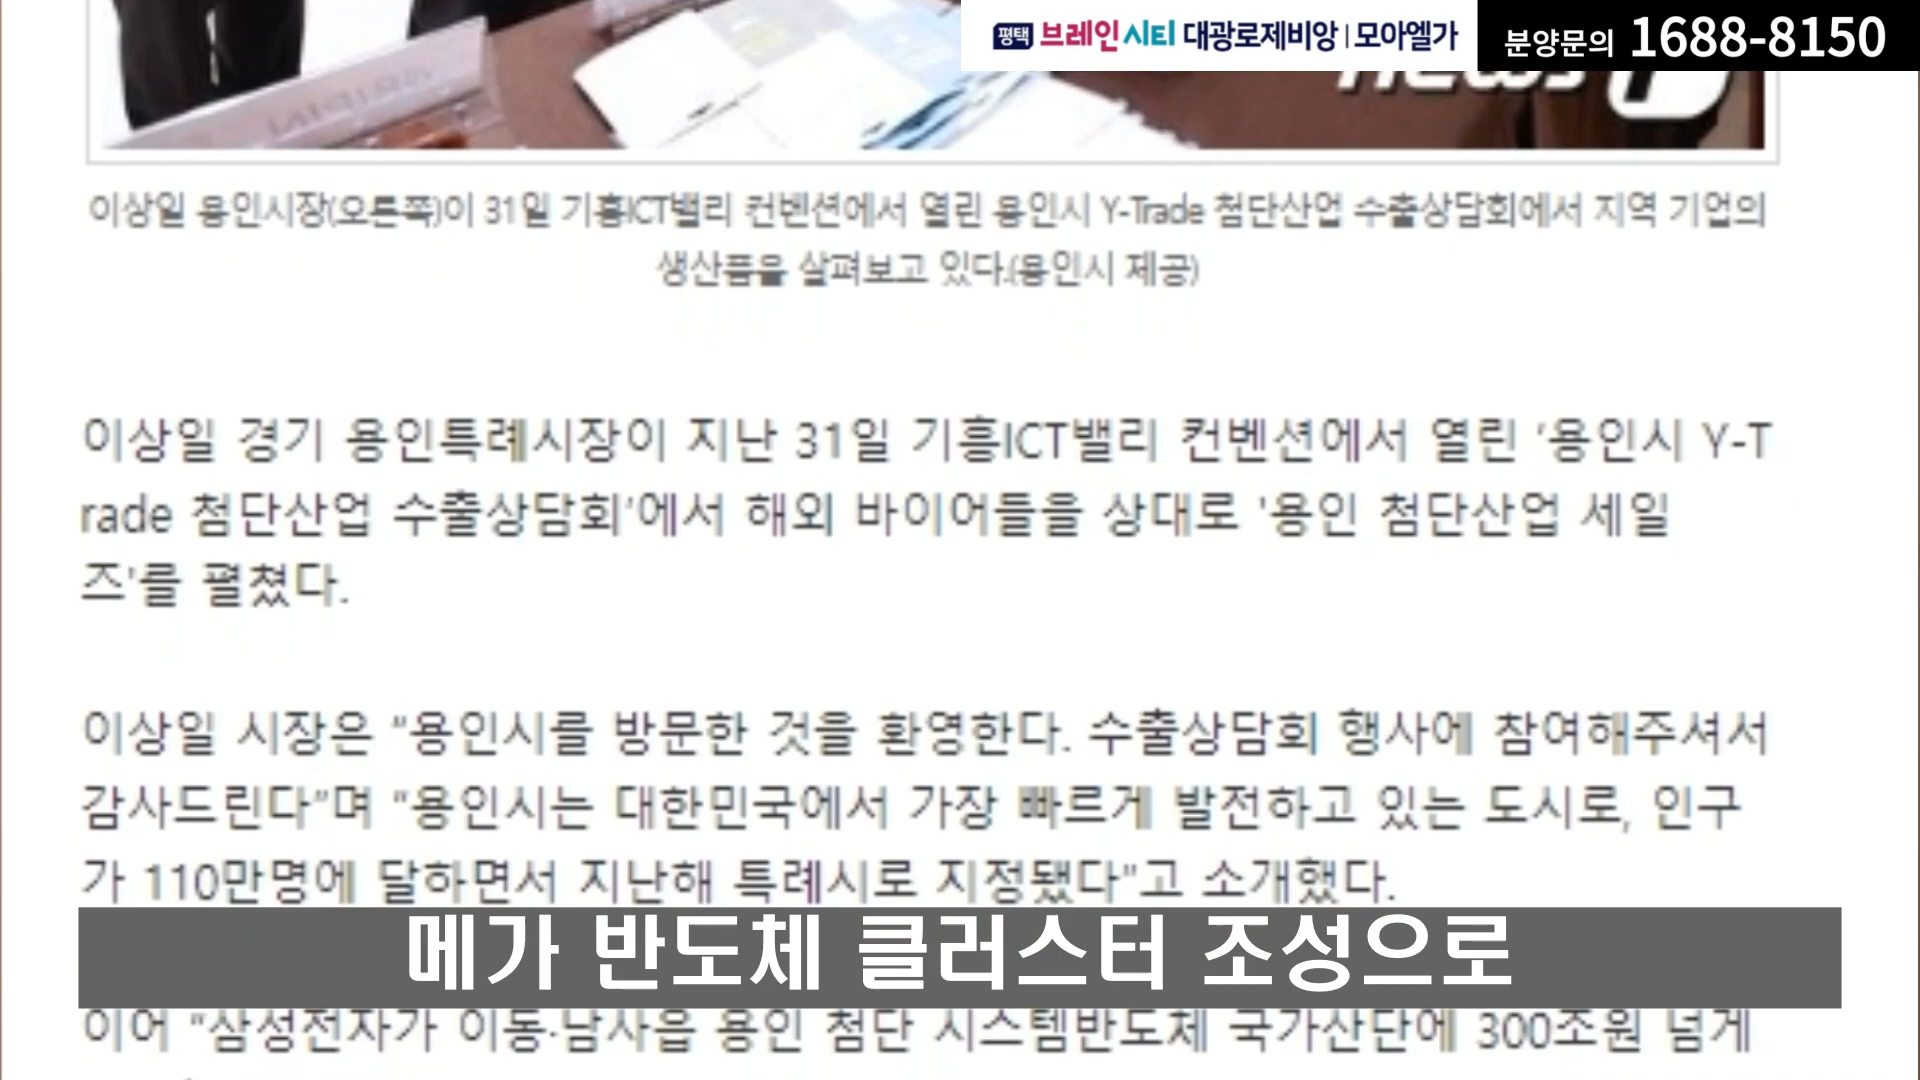 평택 브레인시티 대광로제비앙 | 모아엘가 분양문의 1688-8150
이상일 용인시장(오른쪽)이 31일 기흥ICT밸리 컨벤션에서 열린 용인시 Y-Trade 첨단산업 수출상담회에서 지역 기업의
생산품을 살펴보고 있다.(용인시 제공)
이상일 경기 용인특례시장이 지난 31일 기흥ICT밸리 컨벤션에서 열린 '용인시 Y-T
rade 첨단산업 수출상담회'에서 해외 바이어들을 상대로 '용인 첨단산업 세일
즈'를 펼쳤다.
이상일 시장은 “용인시를 방문한 것을 환영한다. 수출상담회 행사에 참여해주셔서
감사드린다”며 “용인시는 대한민국에서 가장 빠르게 발전하고 있는 도시로, 인구
가 110만명에 달하면서 지난해 특례시로 지정됐다”고 소개했다.
메가 반도체 클러스터 조성으로
이어 “삼성전자가 이동·남사읍 용인 첨단 시스템반도체 국가산단에 300조원 넘게